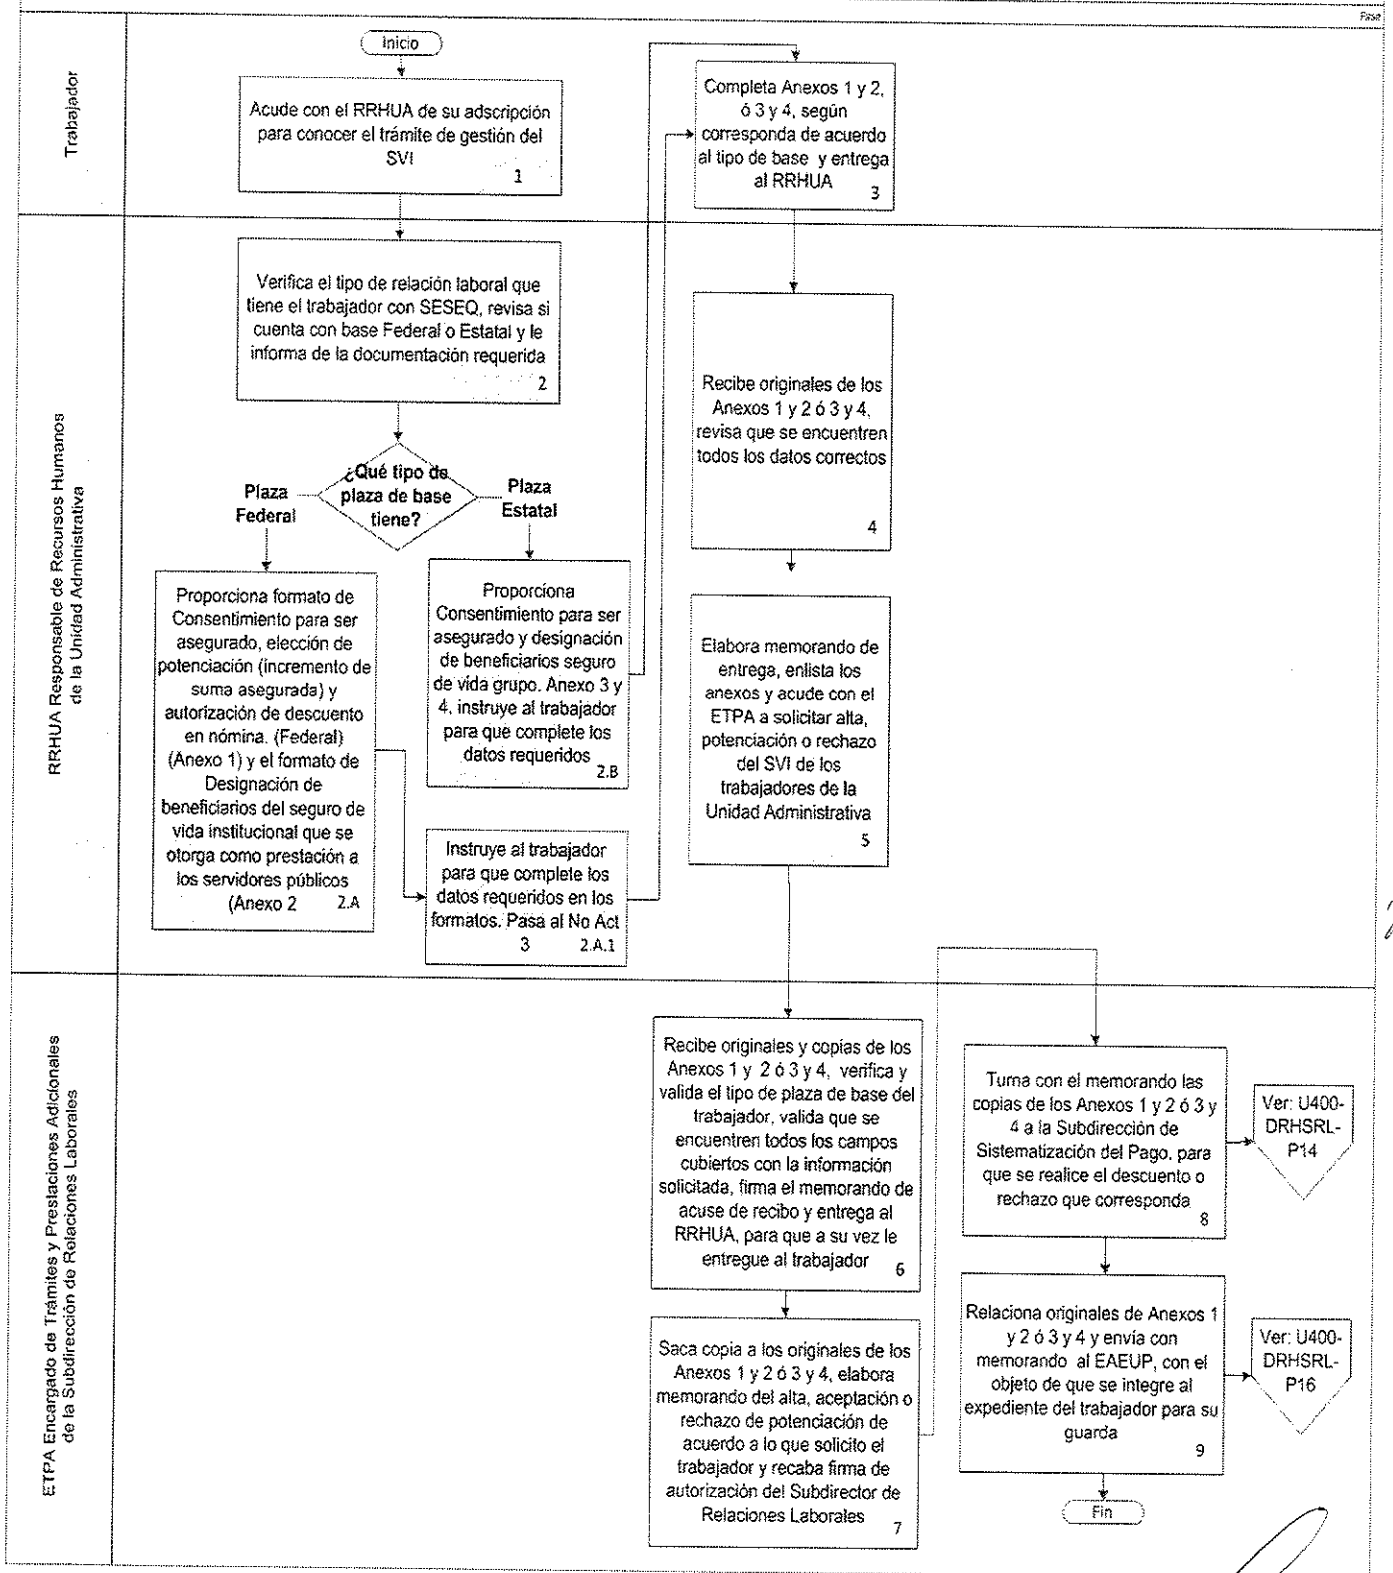 Fase
Trabajador
Inicio
Acude con el RRHUA de su adscripción
para conocer el trámite de gestión del
SVI
1
Completa Anexos 1 y 2,
ó 3 y 4, según
corresponda de acuerdo
al tipo de base y entrega
al RRHUA
3
RRHUA Responsable de Recursos Humanos
de la Unidad Administrativa
Verifica el tipo de relación laboral que
tiene el trabajador con SESEQ, revisa si
cuenta con base Federal o Estatal y le
informa de la documentación requerida
2
¿Qué tipo de
plaza de base
tiene?
Plaza
Federal
Plaza
Estatal
Proporciona formato de
Consentimiento para ser
asegurado, elección de
potenciación (incremento de
suma asegurada) y
autorización de descuento
en nómina. (Federal)
(Anexo 1) y el formato de
Designación de
beneficiarios del seguro de
vida institucional que se
otorga como prestación a
los servidores públicos
(Anexo 2 2.A
Proporciona
Consentimiento para ser
asegurado y designación
de beneficiarios seguro
de vida grupo. Anexo 3 y
4, instruye al trabajador
para que complete los
datos requeridos
2.B
Instruye al trabajador
para que complete los
datos requeridos en los
formatos. Pasa al No Act
3 2.A.1
Recibe originales de los
Anexos 1 y 2 ó 3 y 4,
revisa que se encuentren
todos los datos correctos
4
Elabora memorando de
entrega, enlista los
anexos y acude con el
ETPA a solicitar alta,
potenciación o rechazo
del SVI de los
trabajadores de la
Unidad Administrativa
5
ETPA Encargado de Trámites y Prestaciones Adicionales
de la Subdirección de Relaciones Laborales
Recibe originales y copias de los
Anexos 1 y 2 ó 3 y 4, verifica y
valida el tipo de plaza de base del
trabajador, valida que se
encuentren todos los campos
cubiertos con la información
solicitada, firma el memorando de
acuse de recibo y entrega al
RRHUA, para que a su vez le
entregue al trabajador
6
Saca copia a los originales de los
Anexos 1 y 2 ó 3 y 4, elabora
memorando del alta, aceptación o
rechazo de potenciación de
acuerdo a lo que solicito el
trabajador y recaba firma de
autorización del Subdirector de
Relaciones Laborales
7
Turna con el memorando las
copias de los Anexos 1 y 2 ó 3 y
4 a la Subdirección de
Sistematización del Pago. para
que se realice el descuento o
rechazo que corresponda
8
Ver: U400-
DRHSRL-
P14
Relaciona originales de Anexos 1
y 2 ó 3 y 4 y envía con
memorando al EAEUP, con el
objeto de que se integre al
expediente del trabajador para su
guarda
9
Ver: U400-
DRHSRL-
P16
Fin